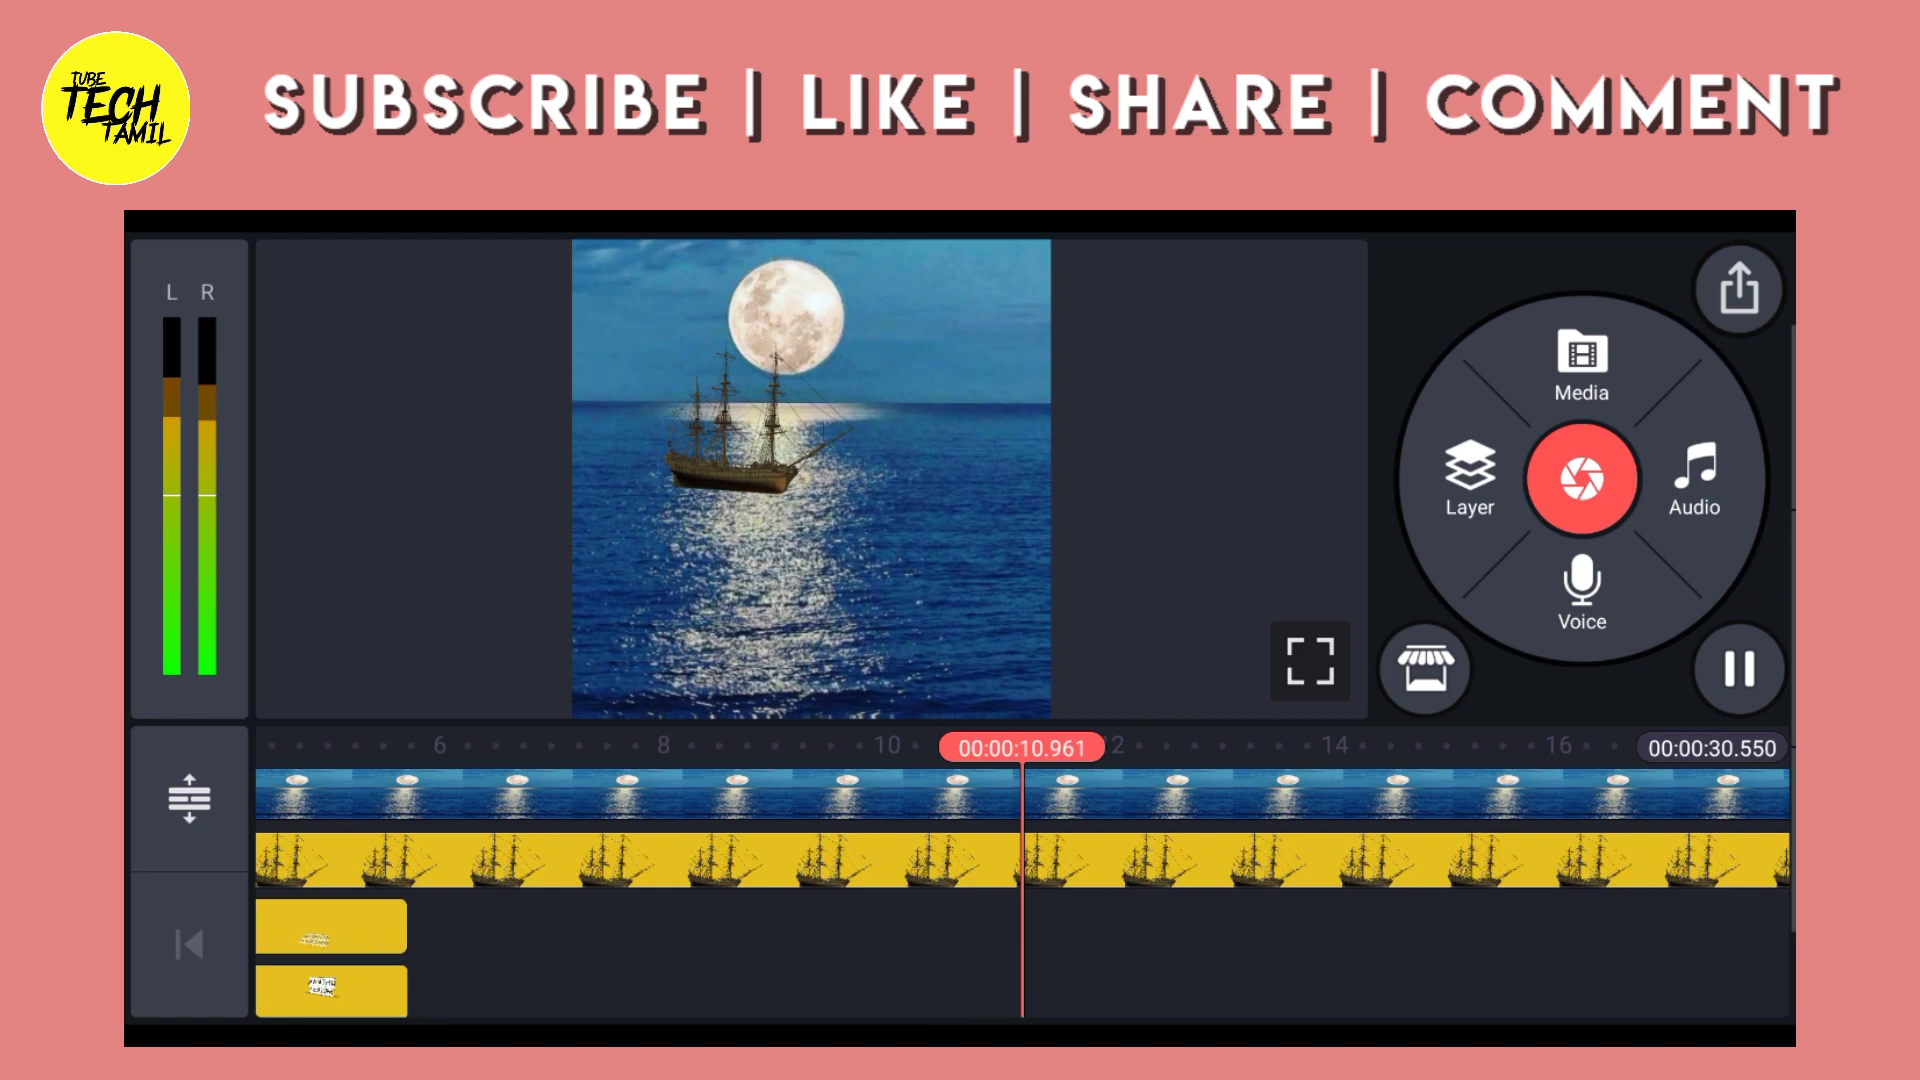 TUBE
TECH
TAMIL
SUBSCRIBE | LIKE | SHARE | COMMENT
L R
Media
Layer
Audio
Voice
6 8 10 00:00:10.961 2 14 16 00:00:30.550